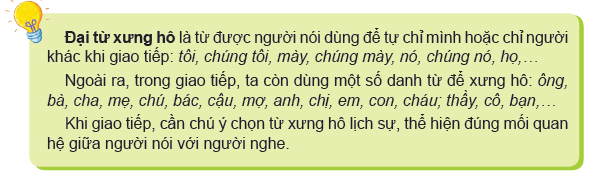 Đại từ xưng hô là từ được người nói dùng để tự chỉ mình hoặc chỉ người
khác khi giao tiếp: tôi, chúng tôi, mày, chúng mày, nó, chúng nó, họ,…
Ngoài ra, trong giao tiếp, ta còn dùng một số danh từ để xưng hô: ông,
bà, cha, mẹ, chú, bác, cậu, mợ, anh, chị, em, con, cháu; thầy, cô, bạn,…
Khi giao tiếp, cần chú ý chọn từ xưng hô lịch sự, thể hiện đúng mối quan
hệ giữa người nói với người nghe.